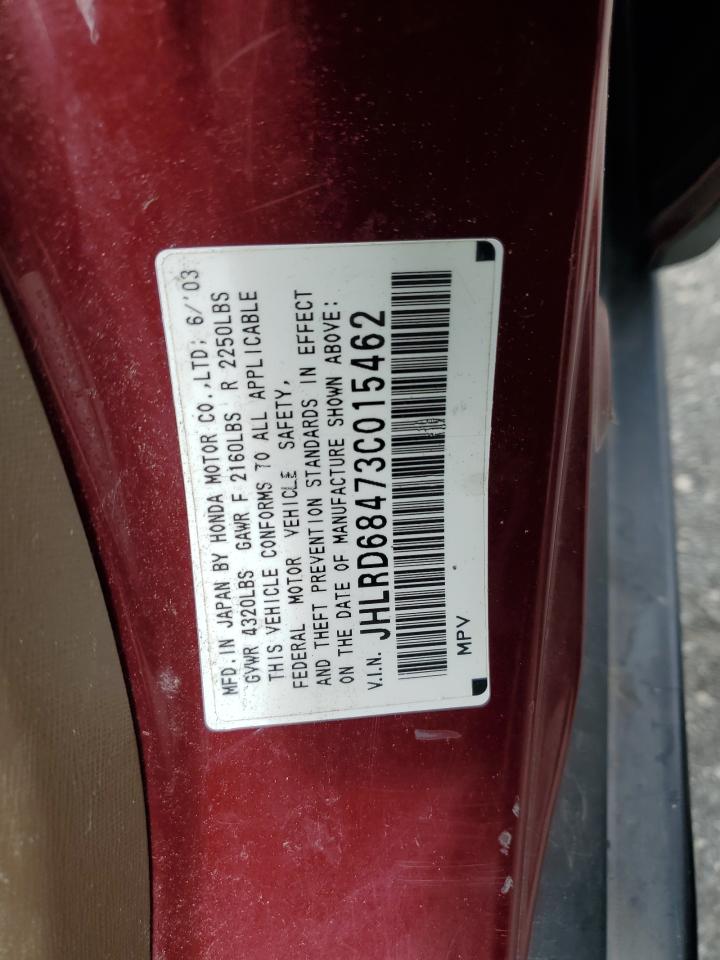 MFD. IN JAPAN BY HONDA MOTOR CO.,LTD; 6/'03
GVWR 4320LBS GAWR F 2160LBS R 2250LBS
THIS VEHICLE CONFORMS TO ALL APPLICABLE
FEDERAL MOTOR VEHICLE SAFETY,
AND THEFT PREVENTION STANDARDS IN EFFECT
ON THE DATE OF MANUFACTURE SHOWN ABOVE:
V.I.N. JHLRD68473C015462
MPV